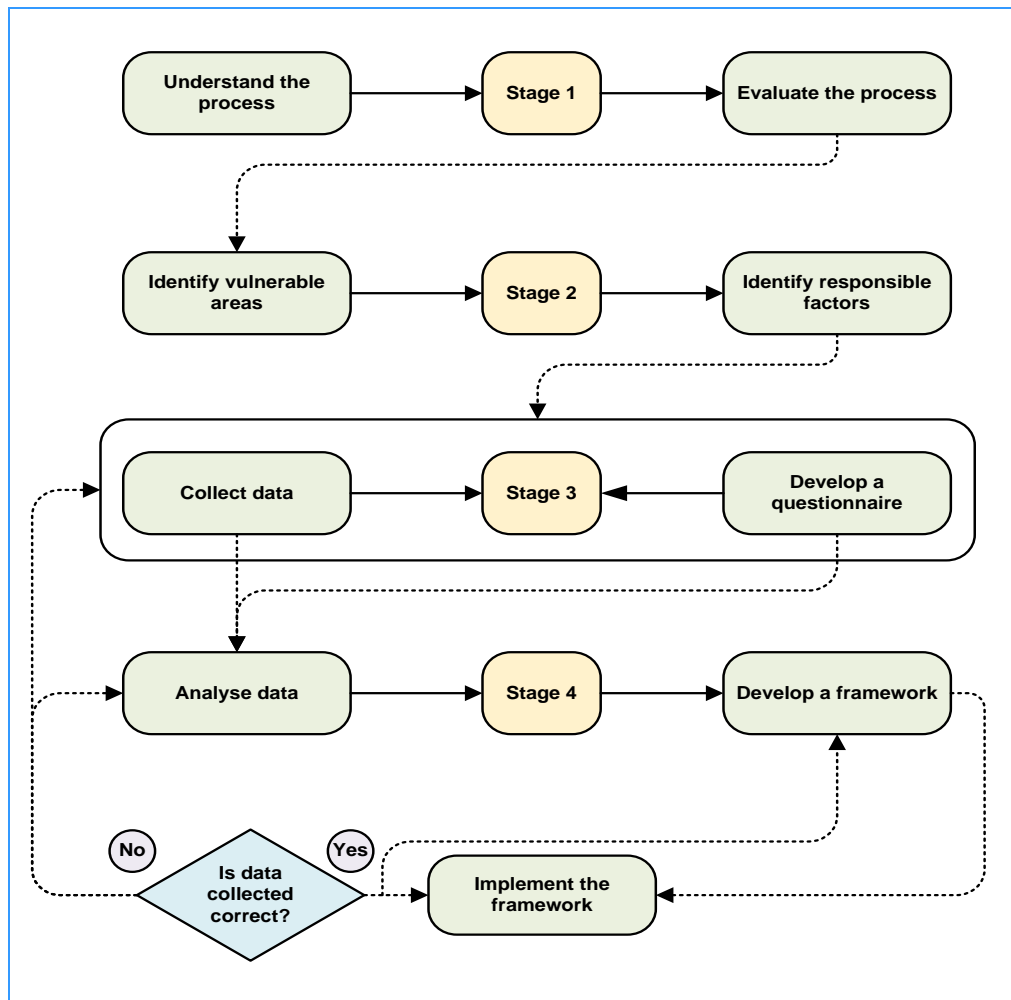 Understand the
process
Stage 1
Evaluate the process
Identify vulnerable
areas
Stage 2
Identify responsible
factors
Collect data
Stage 3
Develop a
questionnaire
Analyse data
Stage 4
Develop a framework
No
Is data
collected
correct?
Yes
Implement the
framework